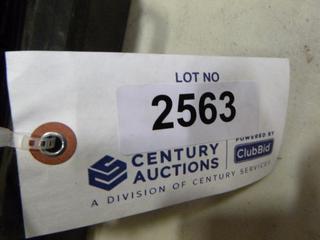 LOT NO
2563
CENTURY
AUCTIONS
POWERED BY
ClubBid
A DIVISION OF CENTURY SERVICES